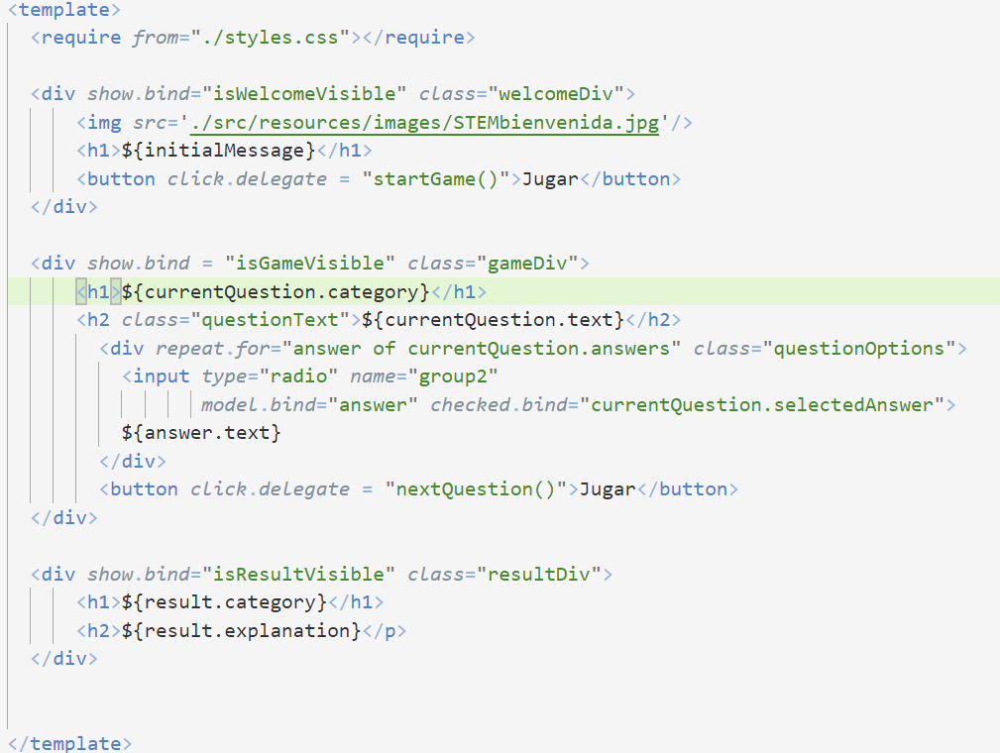 <template>
<require from="./styles.css"></require>
<div show.bind="isWelcomeVisible" class="welcomeDiv">
<img src='./src/resources/images/STEMbienvenida.jpg'/>
<h1>${initialMessage}</h1>
<button click.delegate = "startGame()">Jugar</button>
</div>
<div show.bind = "isGameVisible" class="gameDiv">
<h1>${currentQuestion.category}</h1>
<h2 class="questionText">${currentQuestion.text}</h2>
<div repeat.for="answer of currentQuestion.answers" class="questionOptions">
<input type="radio" name="group2"
model.bind="answer" checked.bind="currentQuestion.selectedAnswer">
${answer.text}
</div>
<button click.delegate = "nextQuestion()">Jugar</button>
</div>
<div show.bind="isResultVisible" class="resultDiv">
<h1>${result.category}</h1>
<h2>${result.explanation}</p>
</div>
</template>